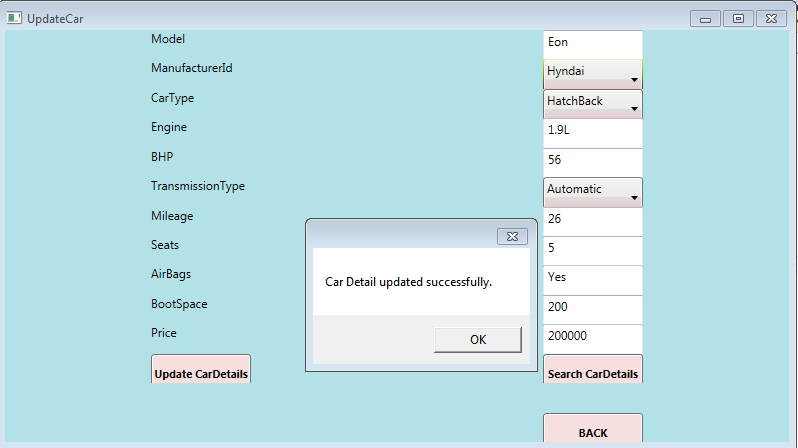 UpdateCar
Model Eon
ManufacturerId Hyndai
CarType HatchBack
Engine 1.9L
BHP 56
TransmissionType Automatic
Mileage 26
Seats 5
AirBags Yes
Car Detail updated successfully.
BootSpace 200
Price 200000
OK
Update CarDetails Search CarDetails
BACK